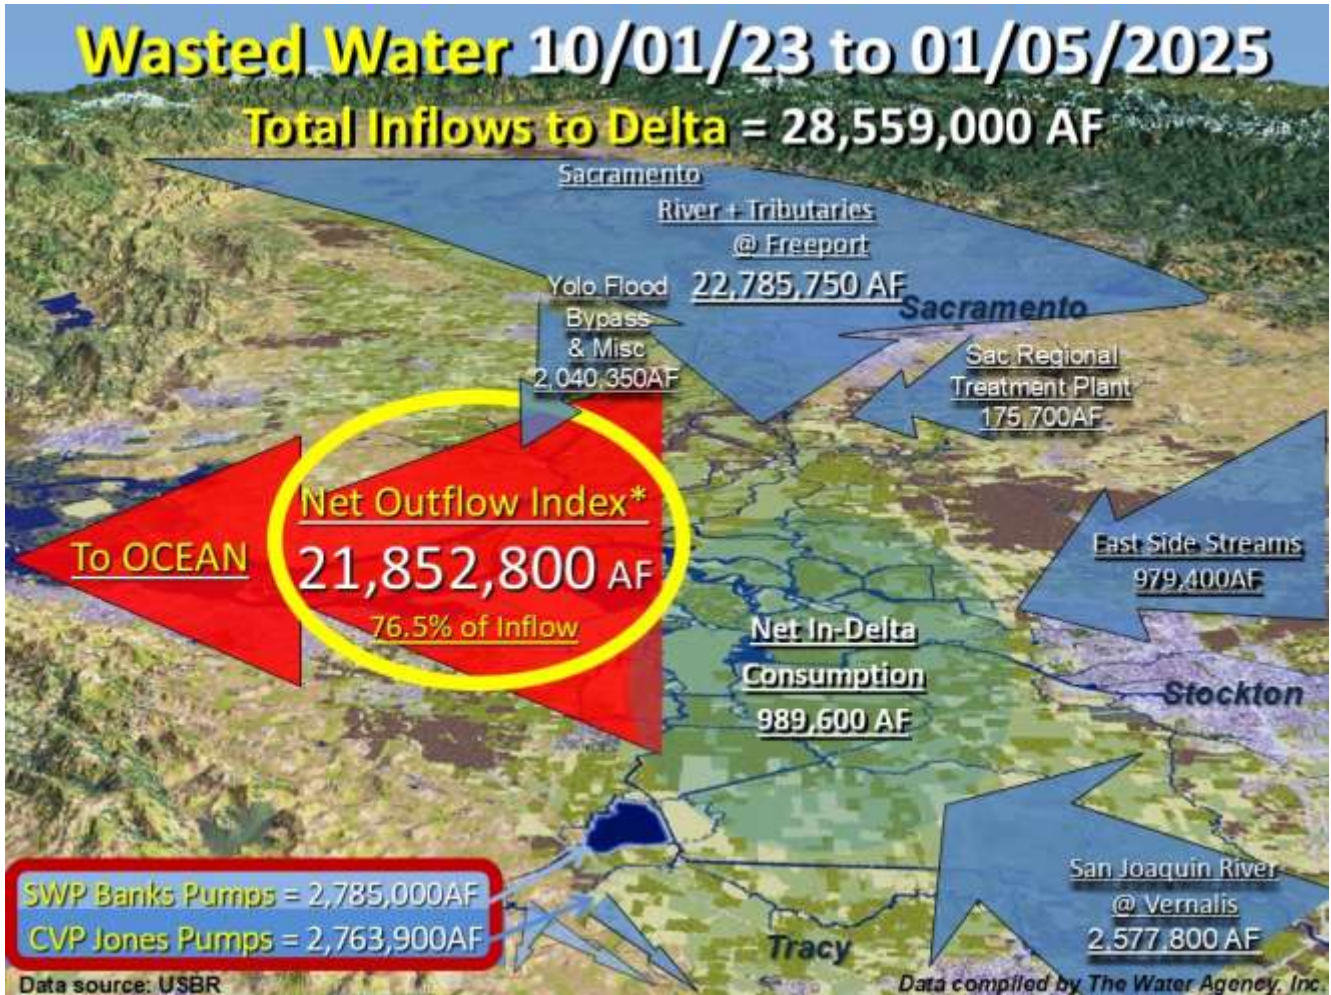 Wasted Water 10/01/23 to 01/05/2025
Total Inflows to Delta = 28,559,000 AF
Sacramento
River + Tributaries
@ Freeport
22,785,750 AF
Yolo Flood
Bypass
& Misc
2,040,350AF
Sacramento
Sac Regional
Treatment Plant
175,700AF
Net Outflow Index*
21,852,800 AF
76.5% of Inflow
To OCEAN
East Side Streams
979,400AF
Net In-Delta
Consumption
989,600 AF
Stockton
San Joaquin River
@ Vernalis
2,577,800 AF
SWP Banks Pumps = 2,785,000AF
CVP Jones Pumps = 2,763,900AF
Tracy
Data source: USBR
Data compiled by The Water Agency, Inc.